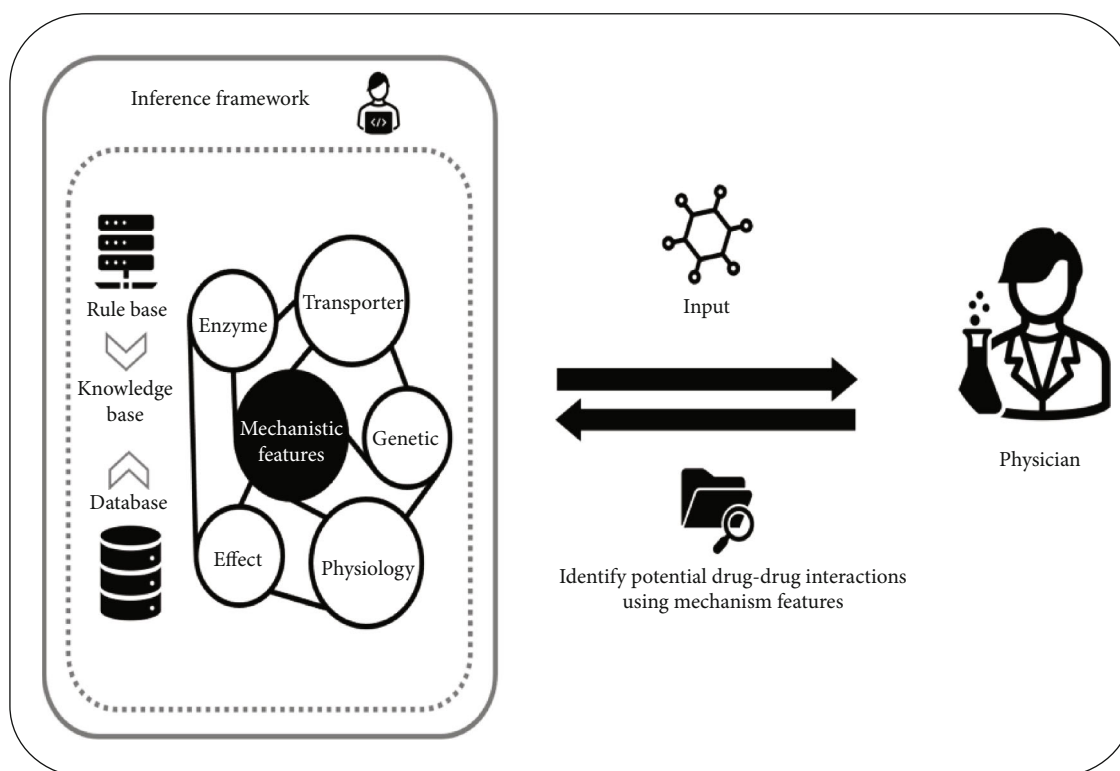 Inference framework
Rule base
Knowledge
base
Database
Enzyme
Transporter
Mechanistic
features
Genetic
Effect
Physiology
Input
Identify potential drug-drug interactions
using mechanism features
Physician